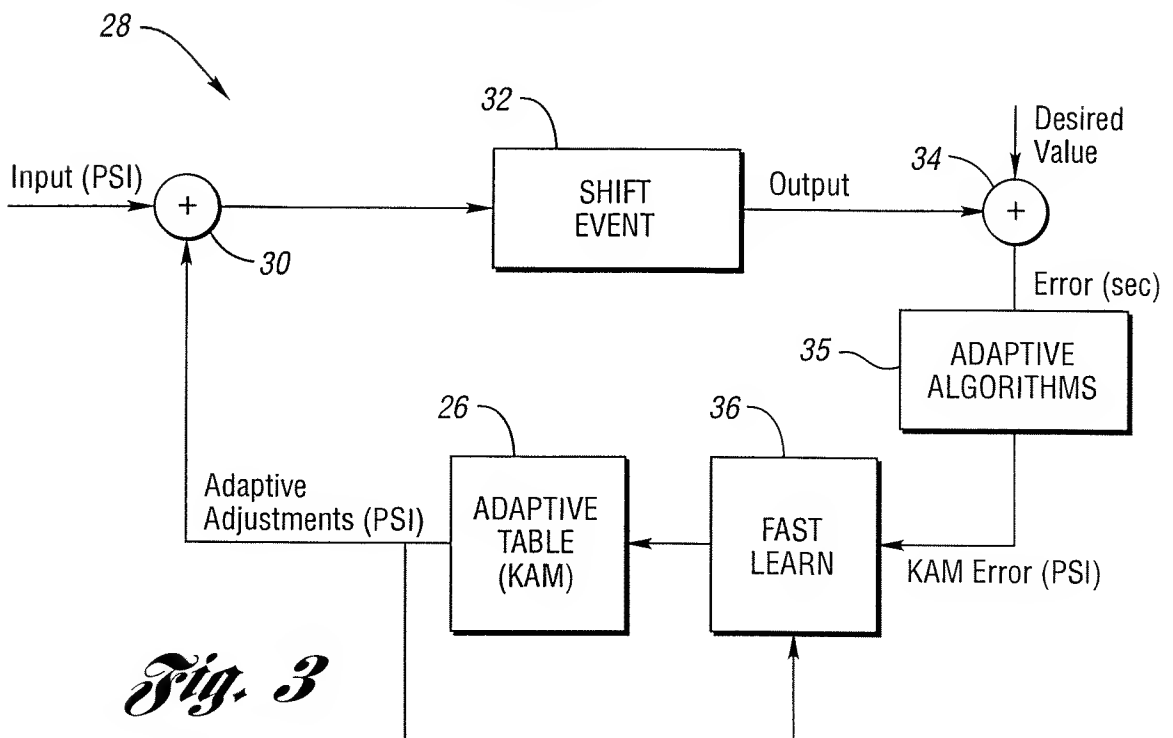 28
32
Desired
Value
34
Input (PSI)
+
SHIFT
EVENT
Output
+
30
Error (sec)
35
ADAPTIVE
ALGORITHMS
26
36
Adaptive
Adjustments (PSI)
ADAPTIVE
TABLE
(KAM)
FAST
LEARN
KAM Error (PSI)
Fig. 3